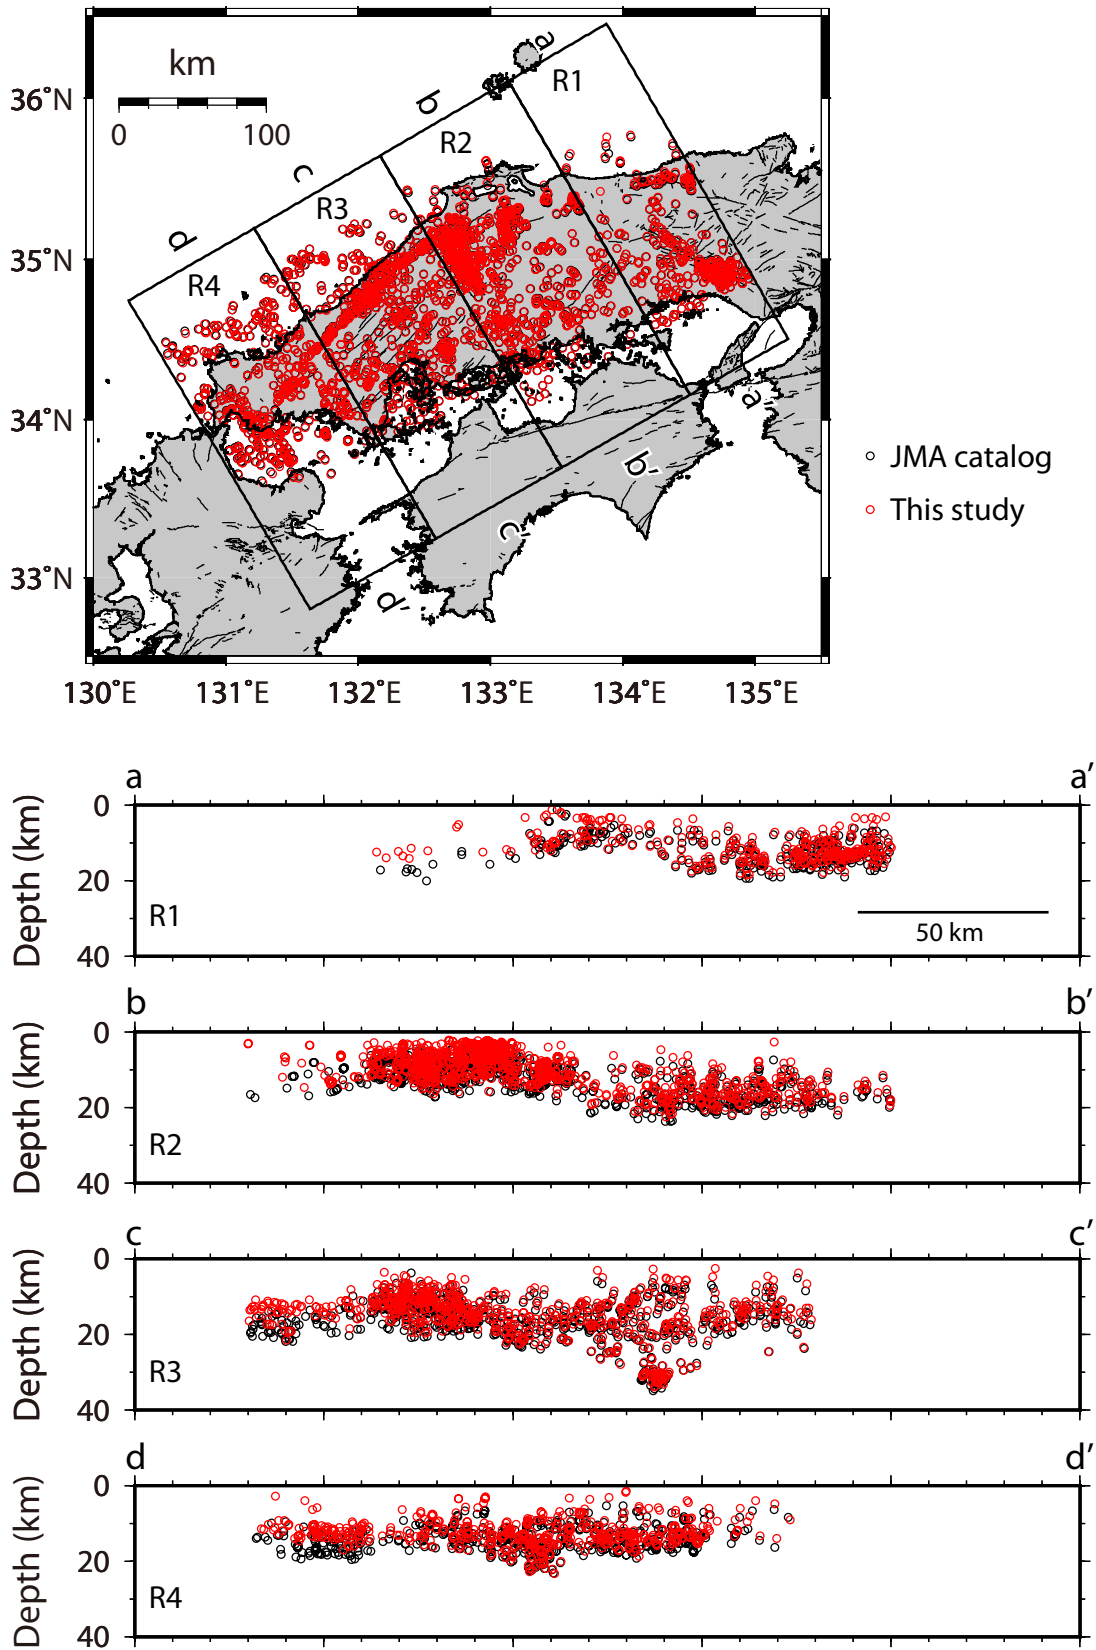 km
0 100
a
R1
b
R2
c
R3
d
R4
a′
b′
c′
d′
36°N
35°N
34°N
33°N
130°E 131°E 132°E 133°E 134°E 135°E
JMA catalog
This study
a a′
Depth (km)
0
20
40
R1
50 km
b b′
Depth (km)
0
20
40
R2
c c′
Depth (km)
0
20
40
R3
d d′
Depth (km)
0
20
40
R4